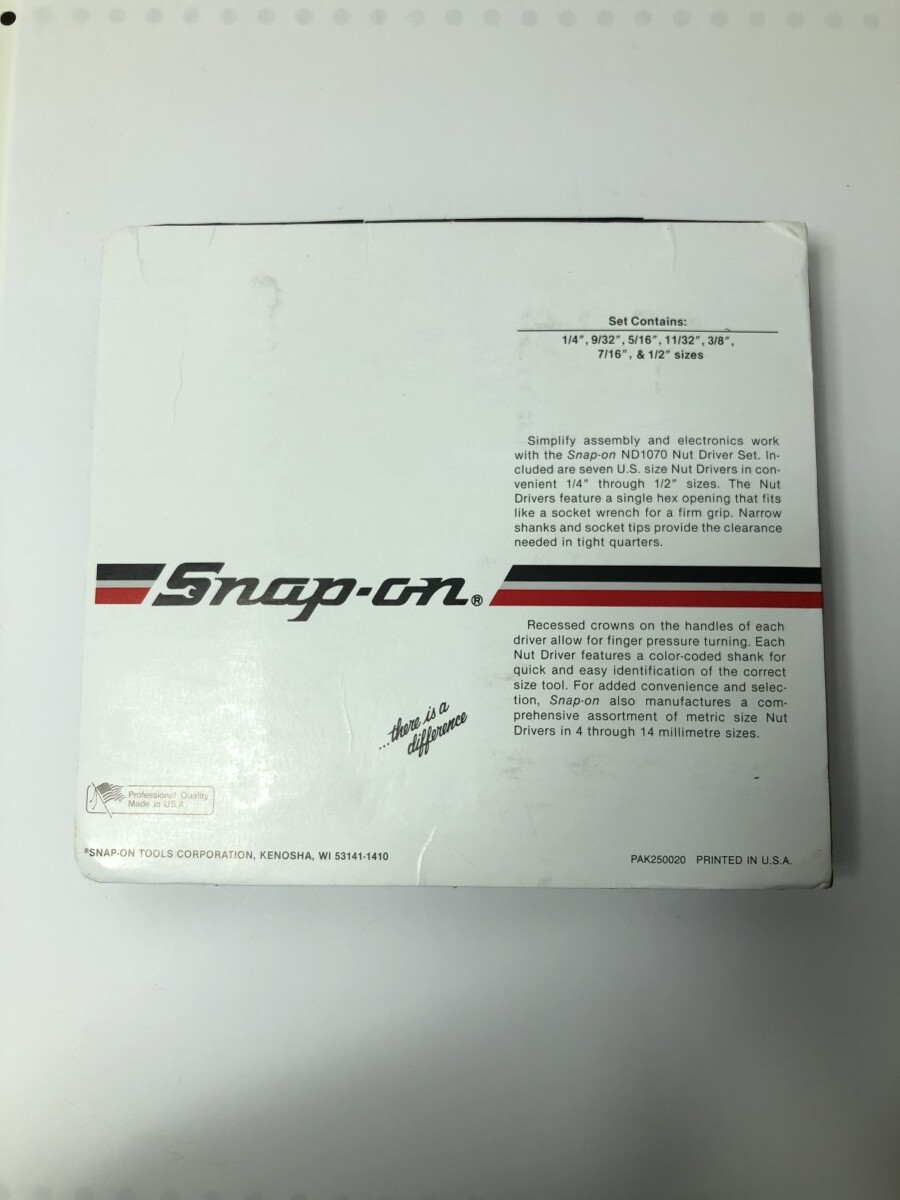 Set Contains:
1/4″, 9/32″, 5/16″, 11/32″, 3/8″,
7/16″, & 1/2″ sizes
Simplify assembly and electronics work
with the Snap-on ND1070 Nut Driver Set. In-
cluded are seven U.S. size Nut Drivers in con-
venient 1/4″ through 1/2″ sizes. The Nut
Drivers feature a single hex opening that fits
like a socket wrench for a firm grip. Narrow
shanks and socket tips provide the clearance
needed in tight quarters.
Snap-on®
Recessed crowns on the handles of each
driver allow for finger pressure turning. Each
Nut Driver features a color-coded shank for
quick and easy identification of the correct
size tool. For added convenience and selec-
tion, Snap-on also manufactures a com-
prehensive assortment of metric size Nut
Drivers in 4 through 14 millimetre sizes.
...there is a
difference
Professional Quality
Made in U.S.A.
®SNAP-ON TOOLS CORPORATION, KENOSHA, WI 53141-1410
PAK250020 PRINTED IN U.S.A.